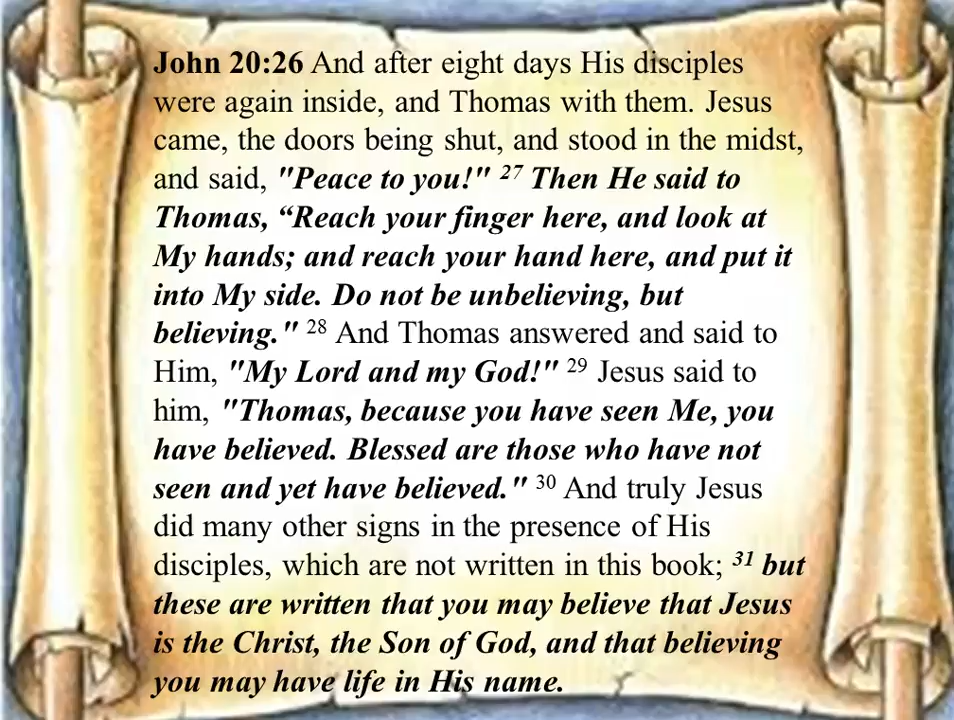 John 20:26 And after eight days His disciples
were again inside, and Thomas with them. Jesus
came, the doors being shut, and stood in the midst,
and said, "Peace to you!" 27 Then He said to
Thomas, “Reach your finger here, and look at
My hands; and reach your hand here, and put it
into My side. Do not be unbelieving, but
believing." 28 And Thomas answered and said to
Him, "My Lord and my God!" 29 Jesus said to
him, "Thomas, because you have seen Me, you
have believed. Blessed are those who have not
seen and yet have believed." 30 And truly Jesus
did many other signs in the presence of His
disciples, which are not written in this book; 31 but
these are written that you may believe that Jesus
is the Christ, the Son of God, and that believing
you may have life in His name.